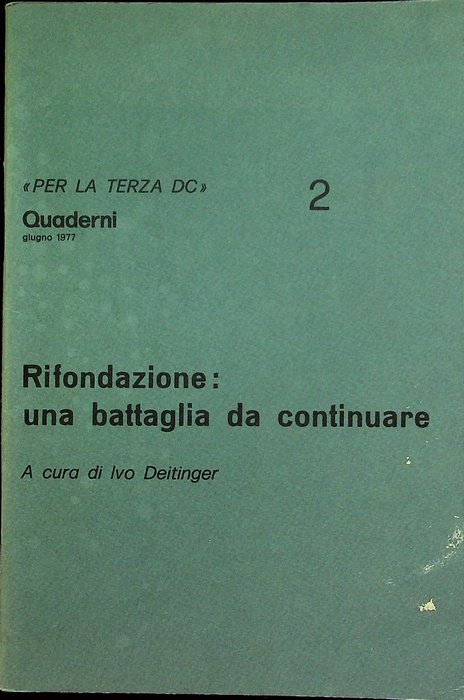 «PER LA TERZA DC»
2
Quaderni
giugno 1977
Rifondazione:
una battaglia da continuare
A cura di Ivo Deitinger